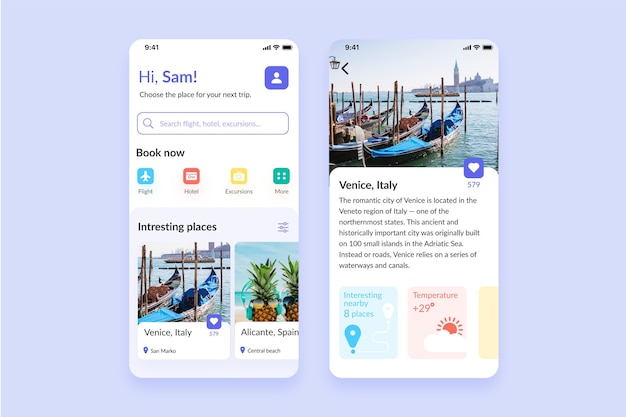 9:41
Hi, Sam!
Choose the place for your next trip.
Search flight, hotel, excursions...
Book now
Flight
Hotel
Excursions
More
Intresting places
Venice, Italy
579
San Marko
Alicante, Spain
Central beach
9:41
579
Venice, Italy
The romantic city of Venice is located in the
Veneto region of Italy — one of the
northernmost states. This ancient and
historically important city was originally built
on 100 small islands in the Adriatic Sea.
Instead or roads, Venice relies on a series of
waterways and canals.
Interesting
nearby
8 places
Temperature
+29°